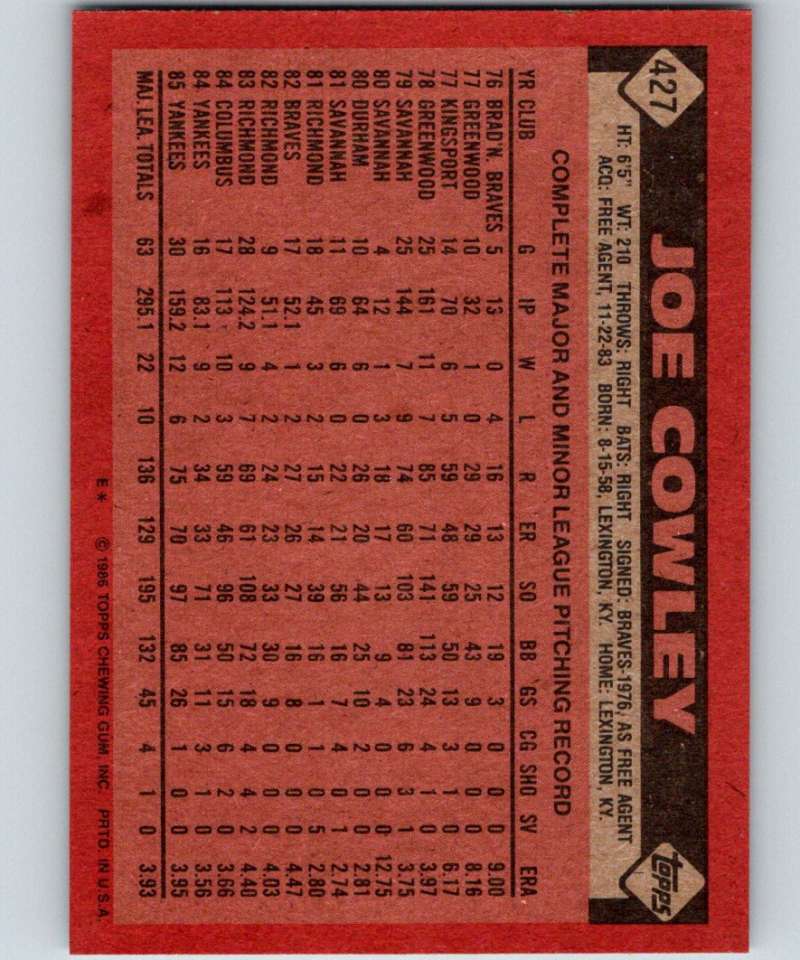 427
JOE COWLEY
topps
HT: 6'5" WT: 210 THROWS: RIGHT BATS: RIGHT SIGNED: BRAVES-1976, AS FREE AGENT
ACQ: FREE AGENT, 11-22-83 BORN: 8-15-58, LEXINGTON, KY. HOME: LEXINGTON, KY.
COMPLETE MAJOR AND MINOR LEAGUE PITCHING RECORD
YR CLUB G IP W L R ER SO BB GS CG SHO SV ERA
76 BRAD'N. BRAVES 5 13 0 4 16 13 12 19 3 0 0 0 9.00
77 GREENWOOD 10 32 1 0 29 29 25 43 9 0 0 0 8.16
77 KINGSPORT 14 70 6 5 59 48 59 50 13 3 1 0 6.17
78 GREENWOOD 25 161 11 7 85 71 141 113 24 4 1 0 3.97
79 SAVANNAH 25 144 7 9 74 60 103 81 23 6 3 1 3.75
80 SAVANNAH 4 12 1 3 18 17 13 9 4 0 0 0 12.75
80 DURHAM 10 64 6 0 26 20 44 25 10 2 0 0 2.81
81 SAVANNAH 11 69 6 0 22 21 56 16 7 4 0 1 2.74
81 RICHMOND 18 45 3 2 15 14 39 16 1 1 0 5 2.80
82 BRAVES 17 52.1 1 2 27 26 27 16 8 0 0 0 4.47
82 RICHMOND 9 51.1 4 2 24 23 33 30 9 0 0 0 4.03
83 RICHMOND 28 124.2 9 7 69 61 108 72 18 4 4 2 4.40
84 COLUMBUS 17 113 10 3 59 46 96 50 15 6 2 0 3.66
84 YANKEES 16 83.1 9 2 34 33 71 31 11 3 1 0 3.56
85 YANKEES 30 159.2 12 6 75 70 97 85 26 1 0 0 3.95
MAJ. LEA. TOTALS 63 295.1 22 10 136 129 195 132 45 4 1 0 3.93
E* © 1986 TOPPS CHEWING GUM, INC. PRTD. IN U.S.A.